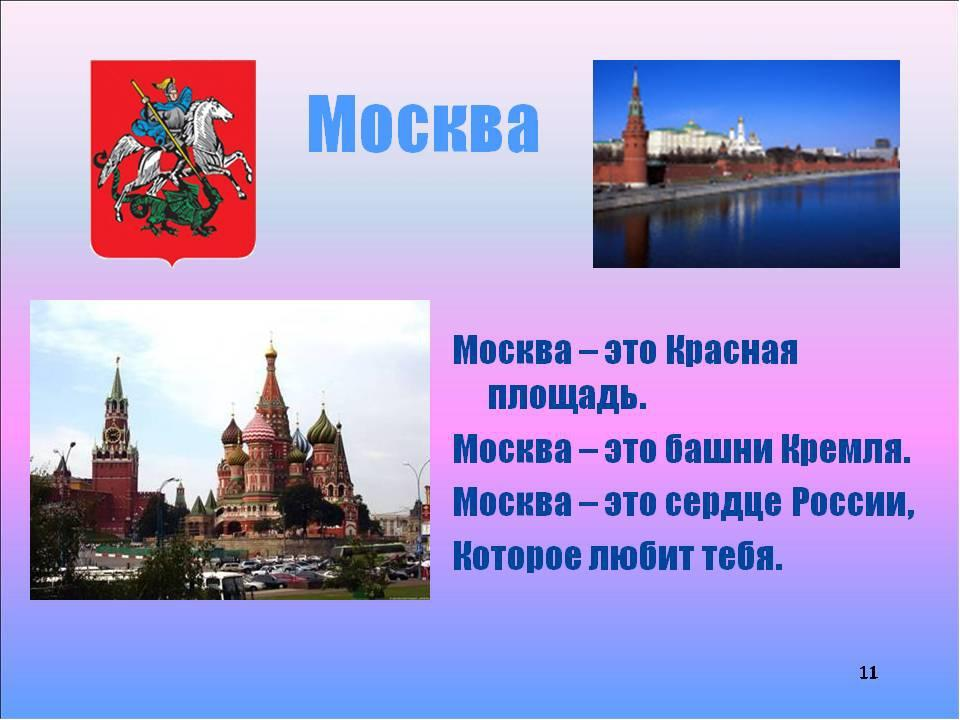 Москва
Москва – это Красная
площадь.
Москва – это башни Кремля.
Москва – это сердце России,
Которое любит тебя.
11